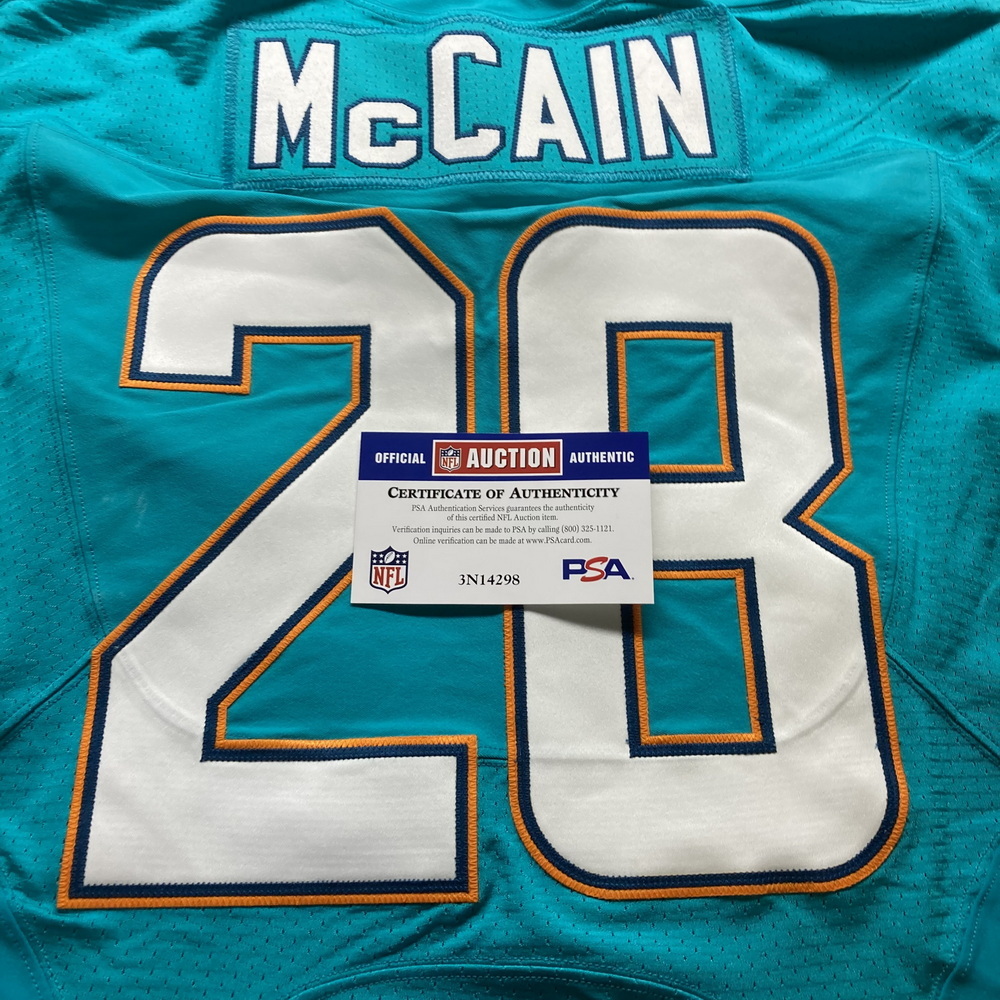 McCAIN
28
OFFICIAL NFL AUCTION AUTHENTIC
CERTIFICATE OF AUTHENTICITY
PSA Authentication Services guarantees the authenticity
of this certified NFL Auction item.
Verification inquiries can be made to PSA by calling (800) 325-1121.
Online verification can be made at www.PSAcard.com.
NFL
3N14298
PSA